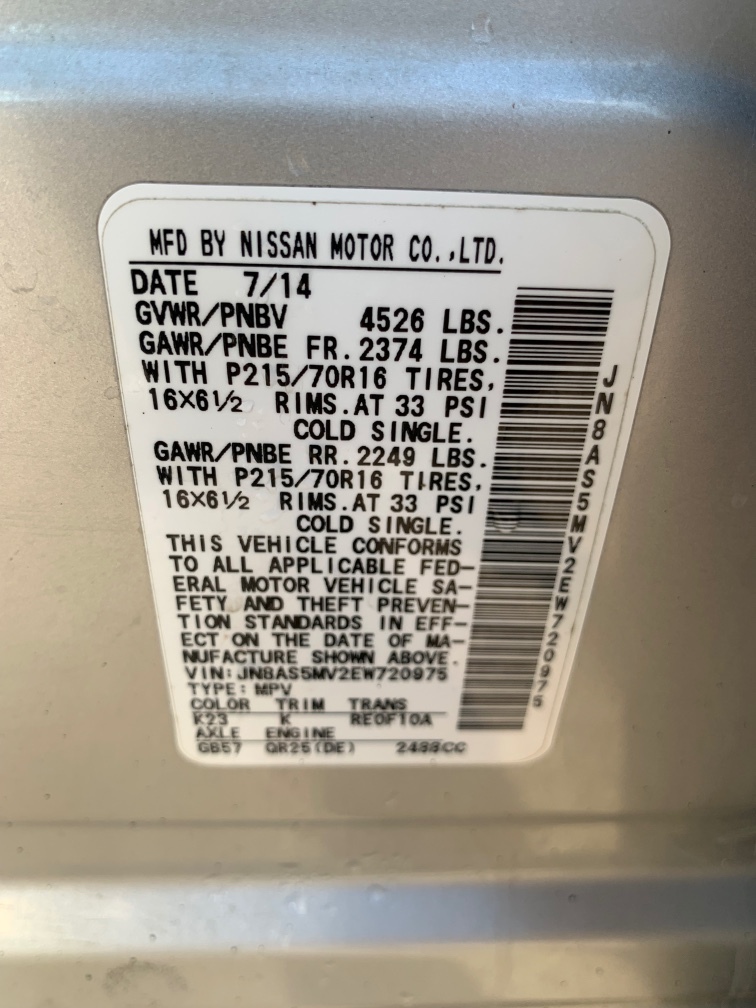 MFD BY NISSAN MOTOR CO.,LTD.
DATE 7/14
GVWR/PNBV 4526 LBS.
GAWR/PNBE FR.2374 LBS.
WITH P215/70R16 TIRES,
16X6½ RIMS.AT 33 PSI
COLD SINGLE.
GAWR/PNBE RR.2249 LBS.
WITH P215/70R16 TIRES,
16X6½ RIMS.AT 33 PSI
COLD SINGLE.
THIS VEHICLE CONFORMS
TO ALL APPLICABLE FED-
ERAL MOTOR VEHICLE SA-
FETY AND THEFT PREVEN-
TION STANDARDS IN EFF-
ECT ON THE DATE OF MA-
NUFACTURE SHOWN ABOVE.
VIN:JN8AS5MV2EW720975
TYPE:MPV
COLOR TRIM TRANS
K23 K RE0F10A
AXLE ENGINE
GB57 QR25(DE) 2488CC
JN8AS5MV2EW720975